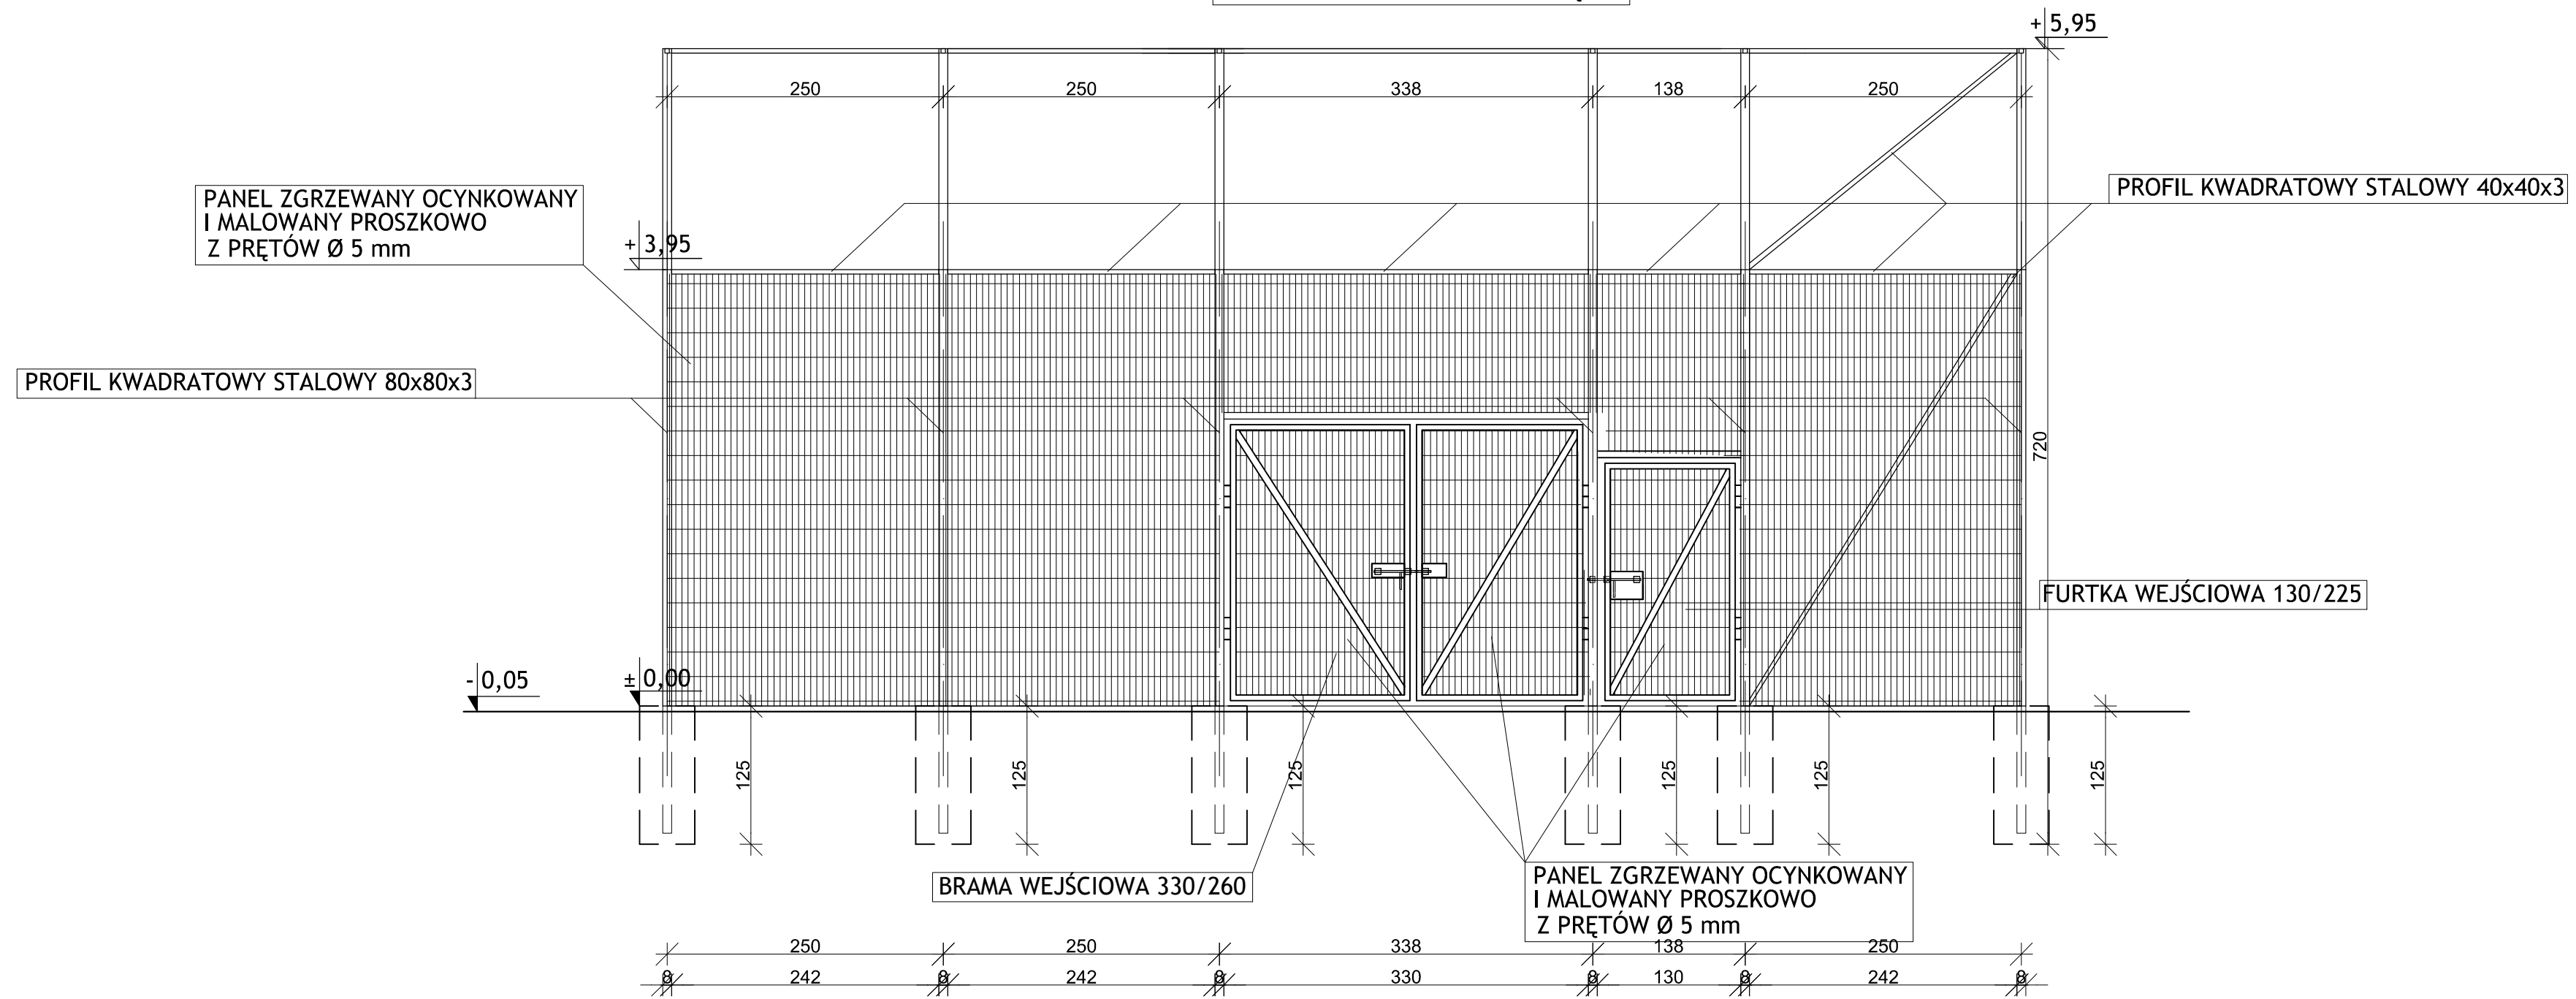 + 5,95
250 250 338 138 250
PROFIL KWADRATOWY STALOWY 40x40x3
PANEL ZGRZEWANY OCYNKOWANY
I MALOWANY PROSZKOWO
Z PRĘTÓW Ø 5 mm
+ 3,95
PROFIL KWADRATOWY STALOWY 80x80x3
720
FURTKA WEJŚCIOWA 130/225
- 0,05
± 0,00
125 125 125 125 125 125
BRAMA WEJŚCIOWA 330/260
PANEL ZGRZEWANY OCYNKOWANY
I MALOWANY PROSZKOWO
Z PRĘTÓW Ø 5 mm
250 250 338 138 250
8 242 8 242 8 330 8 130 8 242 8